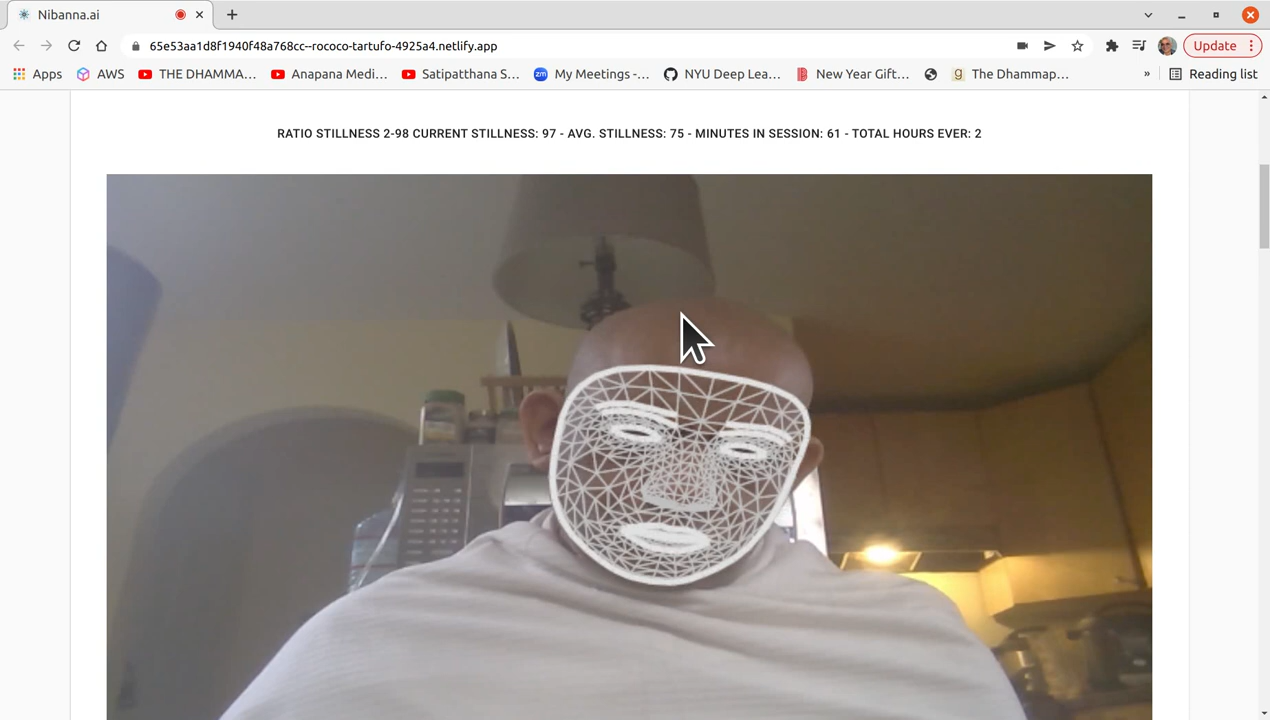 Nibanna.ai
65e53aa1d8f1940f48a768cc--rococo-tartufo-4925a4.netlify.app
Update
Apps AWS THE DHAMMA... Anapana Medi... Satipatthana S... My Meetings -... NYU Deep Lea... New Year Gift... The Dhammap... » Reading list
RATIO STILLNESS 2-98 CURRENT STILLNESS: 97 - AVG. STILLNESS: 75 - MINUTES IN SESSION: 61 - TOTAL HOURS EVER: 2